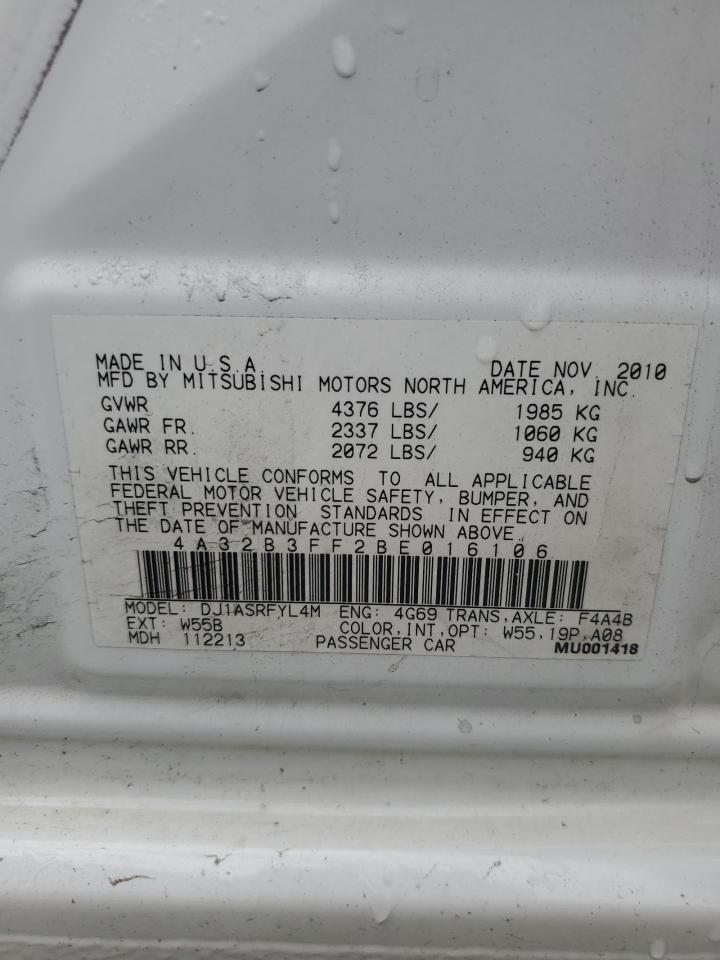 MADE IN U.S.A. DATE NOV. 2010
MFD BY MITSUBISHI MOTORS NORTH AMERICA, INC.
GVWR 4376 LBS/ 1985 KG
GAWR FR. 2337 LBS/ 1060 KG
GAWR RR. 2072 LBS/ 940 KG
THIS VEHICLE CONFORMS TO ALL APPLICABLE
FEDERAL MOTOR VEHICLE SAFETY, BUMPER, AND
THEFT PREVENTION STANDARDS IN EFFECT ON
THE DATE OF MANUFACTURE SHOWN ABOVE.
4A32B3FF2BE016106
MODEL: DJ1ASRFYL4M ENG: 4G69 TRANS,AXLE: F4A4B
EXT: W55B COLOR,INT,OPT: W55,19P,A08
MDH 112213 PASSENGER CAR MU001418